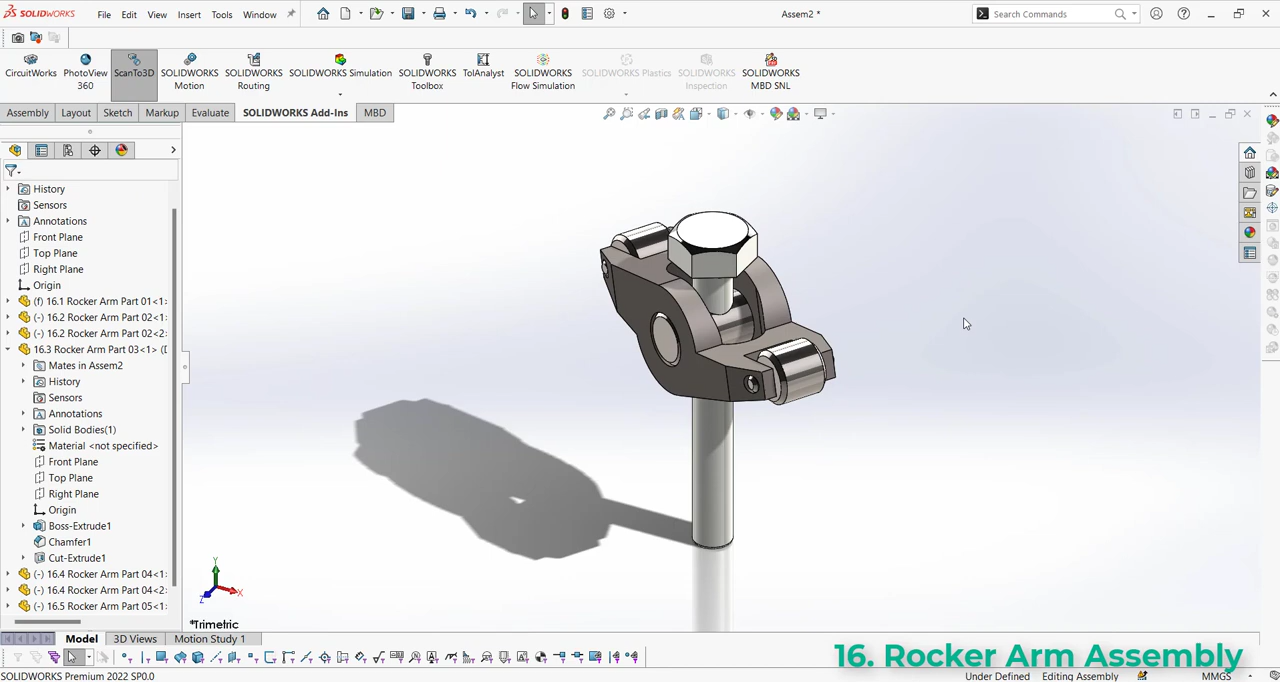 SOLIDWORKS File Edit View Insert Tools Window Assem2 * Search Commands
CircuitWorks PhotoView 360 ScanTo3D SOLIDWORKS Motion SOLIDWORKS Routing SOLIDWORKS Simulation SOLIDWORKS Toolbox TolAnalyst SOLIDWORKS Flow Simulation SOLIDWORKS Plastics SOLIDWORKS Inspection SOLIDWORKS MBD SNL
Assembly Layout Sketch Markup Evaluate SOLIDWORKS Add-Ins MBD
History
Sensors
Annotations
Front Plane
Top Plane
Right Plane
Origin
(f) 16.1 Rocker Arm Part 01<1>
(-) 16.2 Rocker Arm Part 02<1>
(-) 16.2 Rocker Arm Part 02<2>
16.3 Rocker Arm Part 03<1> (D
Mates in Assem2
History
Sensors
Annotations
Solid Bodies(1)
Material <not specified>
Front Plane
Top Plane
Right Plane
Origin
Boss-Extrude1
Chamfer1
Cut-Extrude1
(-) 16.4 Rocker Arm Part 04<1>
(-) 16.4 Rocker Arm Part 04<2>
(-) 16.5 Rocker Arm Part 05<1>
Y
X
Z
*Trimetric
Model 3D Views Motion Study 1
16. Rocker Arm Assembly
SOLIDWORKS Premium 2022 SP0.0 Under Defined Editing Assembly MMGS